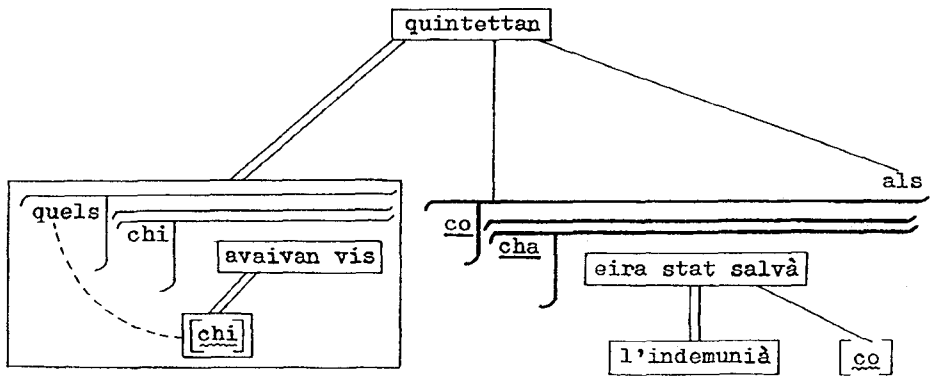 quintettan
als
quels
co
chi
cha
avaivan vis
eira stat salvà
[chi]
l'indemunià
[co]